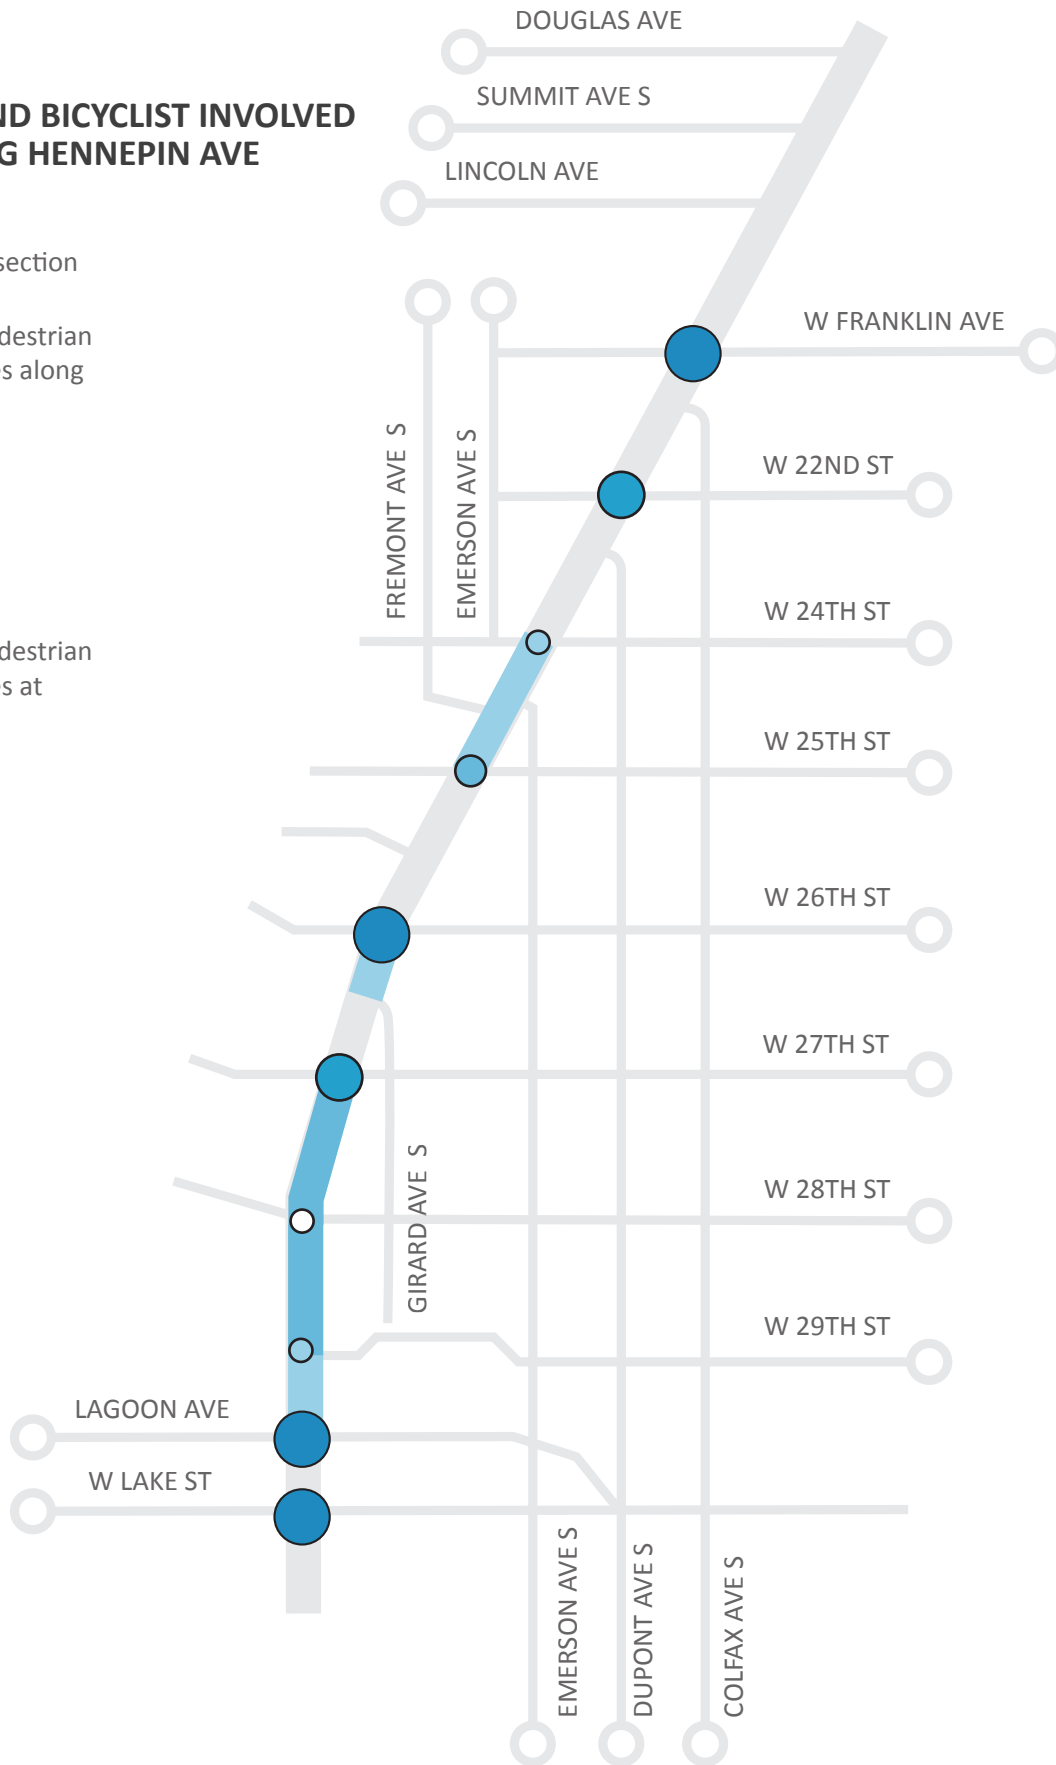 DOUGLAS AVE
SUMMIT AVE S
ND BICYCLIST INVOLVED
G HENNEPIN AVE
LINCOLN AVE
section
destrian
es along
W FRANKLIN AVE
FREMONT AVE S
EMERSON AVE S
W 22ND ST
W 24TH ST
destrian
es at
W 25TH ST
W 26TH ST
W 27TH ST
GIRARD AVE S
W 28TH ST
W 29TH ST
LAGOON AVE
W LAKE ST
EMERSON AVE S
DUPONT AVE S
COLFAX AVE S